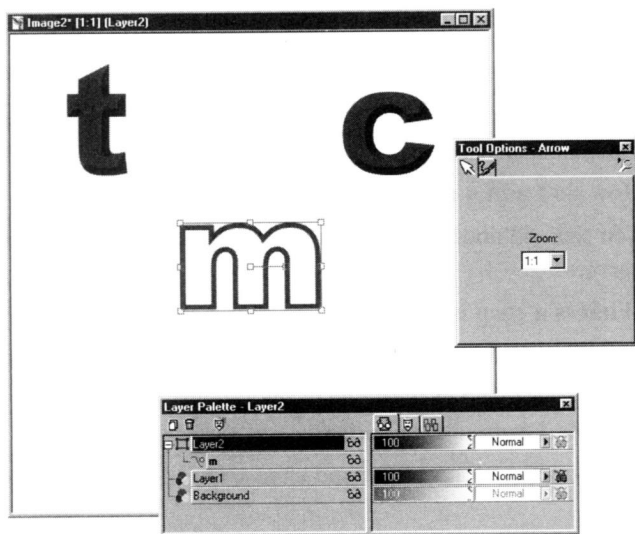 Image2* [1:1] (Layer2)
t
c
m
Tool Options - Arrow
Zoom:
1:1
Layer Palette - Layer2
Layer2
100
Normal
m
Layer1
100
Normal
Background
100
Normal